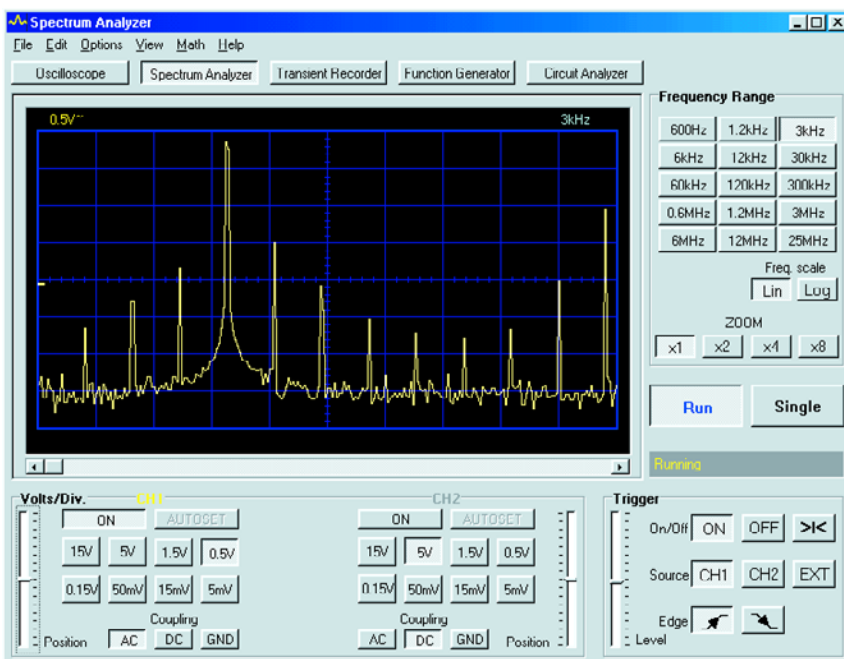 Spectrum Analyzer
File Edit Options View Math Help
Oscilloscope Spectrum Analyzer Transient Recorder Function Generator Circuit Analyzer
0.5V~ 3kHz
Frequency Range
600Hz 1.2kHz 3kHz
6kHz 12kHz 30kHz
60kHz 120kHz 300kHz
0.6MHz 1.2MHz 3MHz
6MHz 12MHz 25MHz
Freq. scale
Lin Log
ZOOM
x1 x2 x4 x8
Run Single
Running
Volts/Div. CH1 CH2
ON AUTOSET ON AUTOSET
15V 5V 1.5V 0.5V 15V 5V 1.5V 0.5V
0.15V 50mV 15mV 5mV 0.15V 50mV 15mV 5mV
Coupling Coupling
Position AC DC GND AC DC GND Position
Trigger
On/Off ON OFF
Source CH1 CH2 EXT
Edge
Level